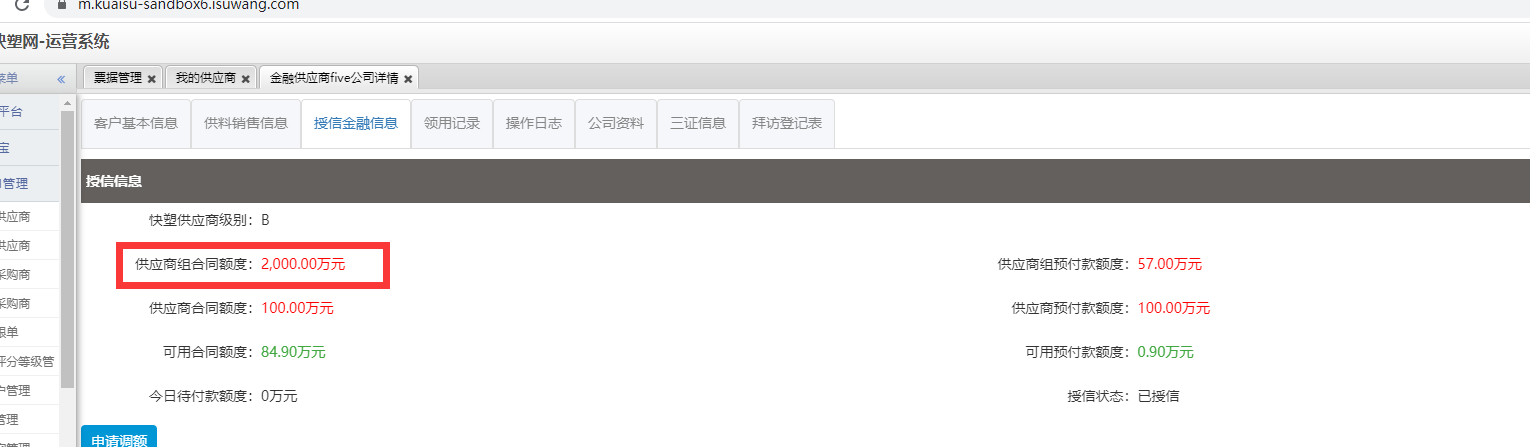 m.kuaisu-sandbox6.isuwang.com
快塑网-运营系统
菜单 «
票据管理 × 我的供应商 × 金融供应商five公司详情 ×
平台
宝
管理
供应商
供应商
采购商
采购商
跟单
评分等级管
户管理
管理
客户基本信息 供料销售信息 授信金融信息 领用记录 操作日志 公司资料 三证信息 拜访登记表
授信信息
快塑供应商级别：B
供应商组合同额度：2,000.00万元 供应商组预付款额度：57.00万元
供应商合同额度：100.00万元 供应商预付款额度：100.00万元
可用合同额度：84.90万元 可用预付款额度：0.90万元
今日待付款额度：0万元 授信状态：已授信
申请调额